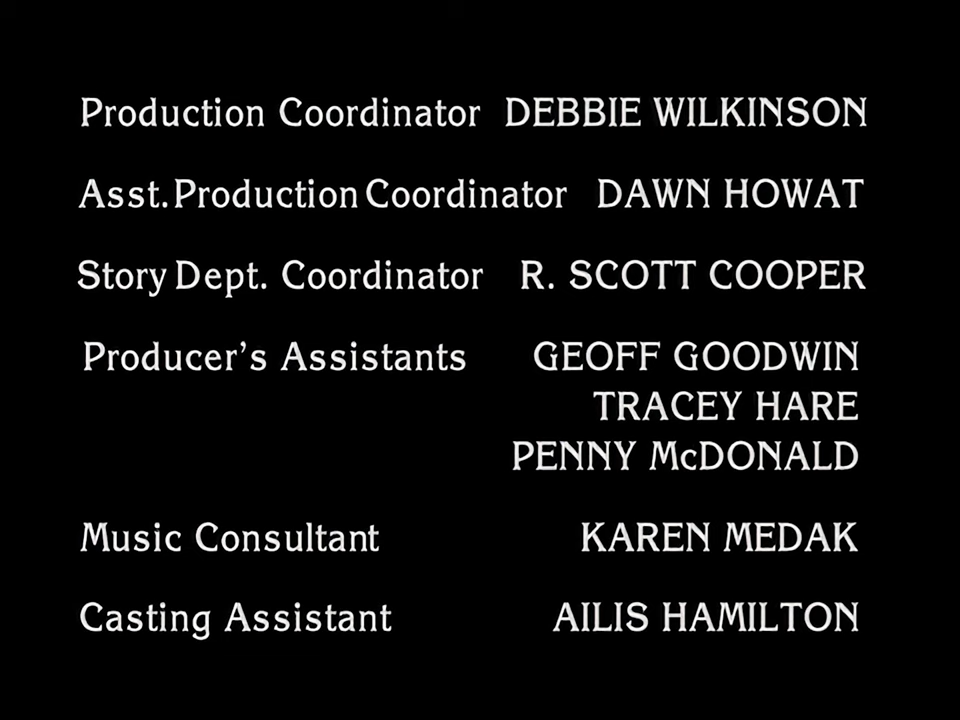 Production Coordinator DEBBIE WILKINSON
Asst. Production Coordinator DAWN HOWAT
Story Dept. Coordinator R. SCOTT COOPER
Producer's Assistants GEOFF GOODWIN
TRACEY HARE
PENNY McDONALD
Music Consultant KAREN MEDAK
Casting Assistant AILIS HAMILTON